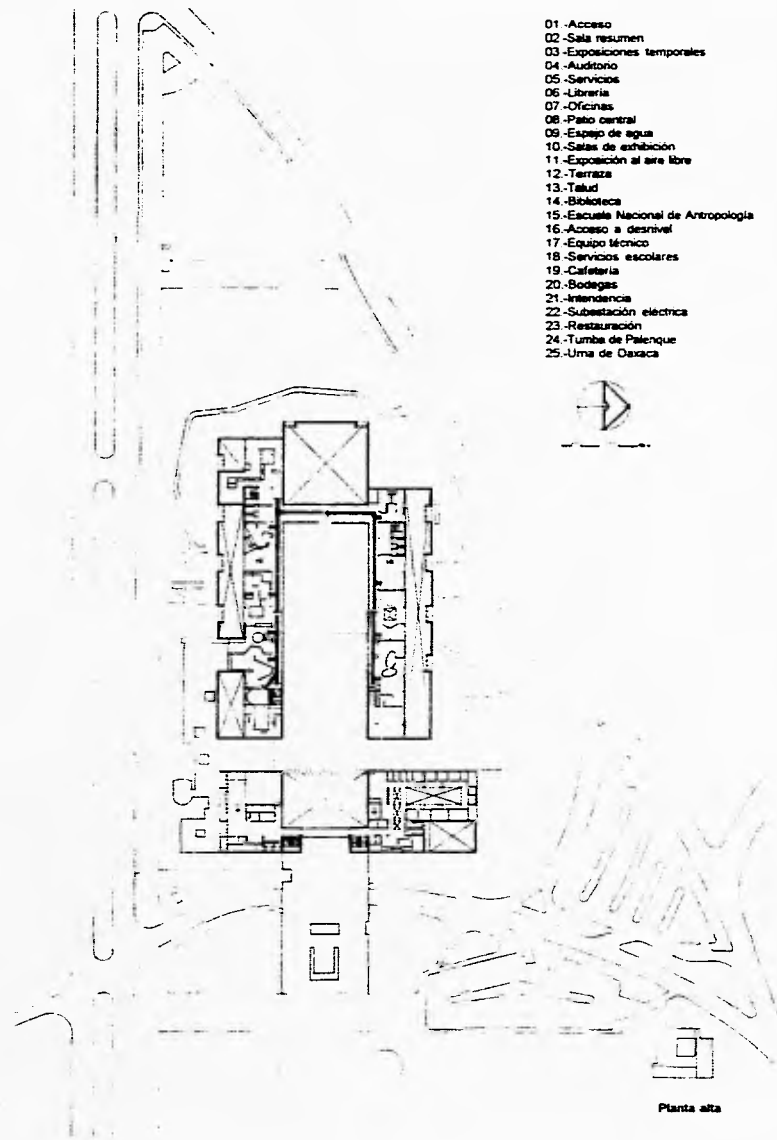 01.-Acceso
02.-Sala resumen
03.-Exposiciones temporales
04.-Auditorio
05.-Servicios
06.-Librería
07.-Oficinas
08.-Patio central
09.-Espejo de agua
10.-Salas de exhibición
11.-Exposición al aire libre
12.-Terraza
13.-Talud
14.-Biblioteca
15.-Escuela Nacional de Antropología
16.-Acceso a desnivel
17.-Equipo técnico
18.-Servicios escolares
19.-Cafetería
20.-Bodegas
21.-Intendencia
22.-Subestación eléctrica
23.-Restauración
24.-Tumba de Palenque
25.-Urna de Oaxaca
Planta alta